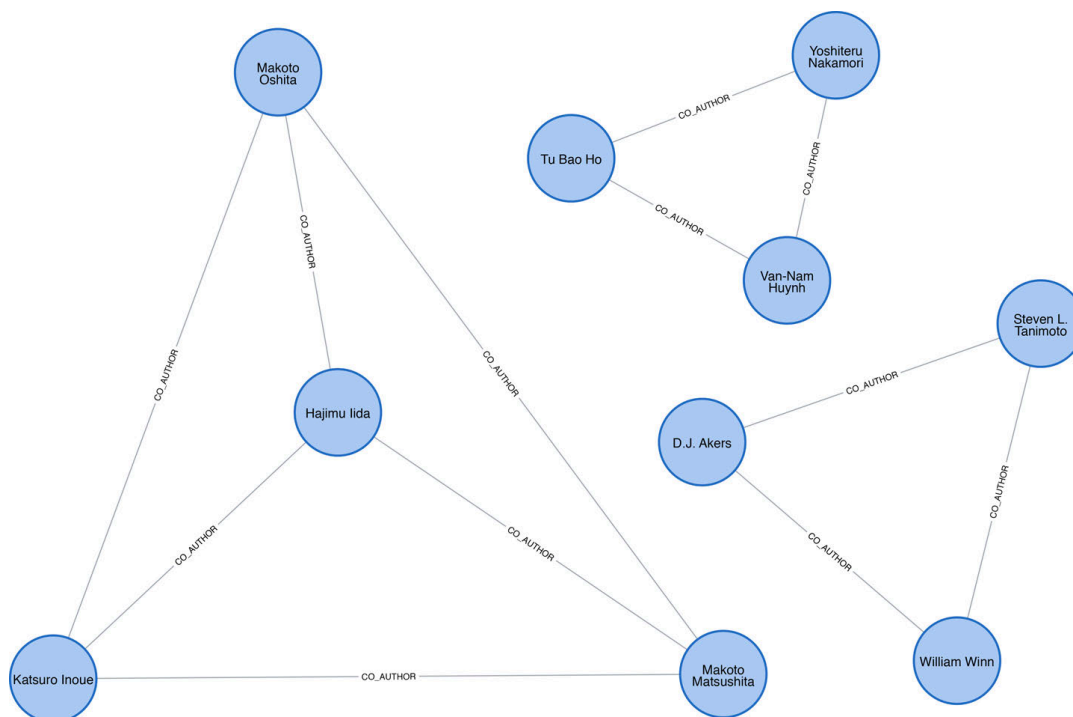 Makoto
Oshita
Yoshiteru
Nakamori
CO_AUTHOR
Tu Bao Ho
CO_AUTHOR
CO_AUTHOR
CO_AUTHOR
Van-Nam
Huynh
Steven L.
Tanimoto
CO_AUTHOR
CO_AUTHOR
CO_AUTHOR
Hajimu Iida
D.J. Akers
CO_AUTHOR
CO_AUTHOR
CO_AUTHOR
CO_AUTHOR
William Winn
Katsuro Inoue
CO_AUTHOR
Makoto
Matsushita